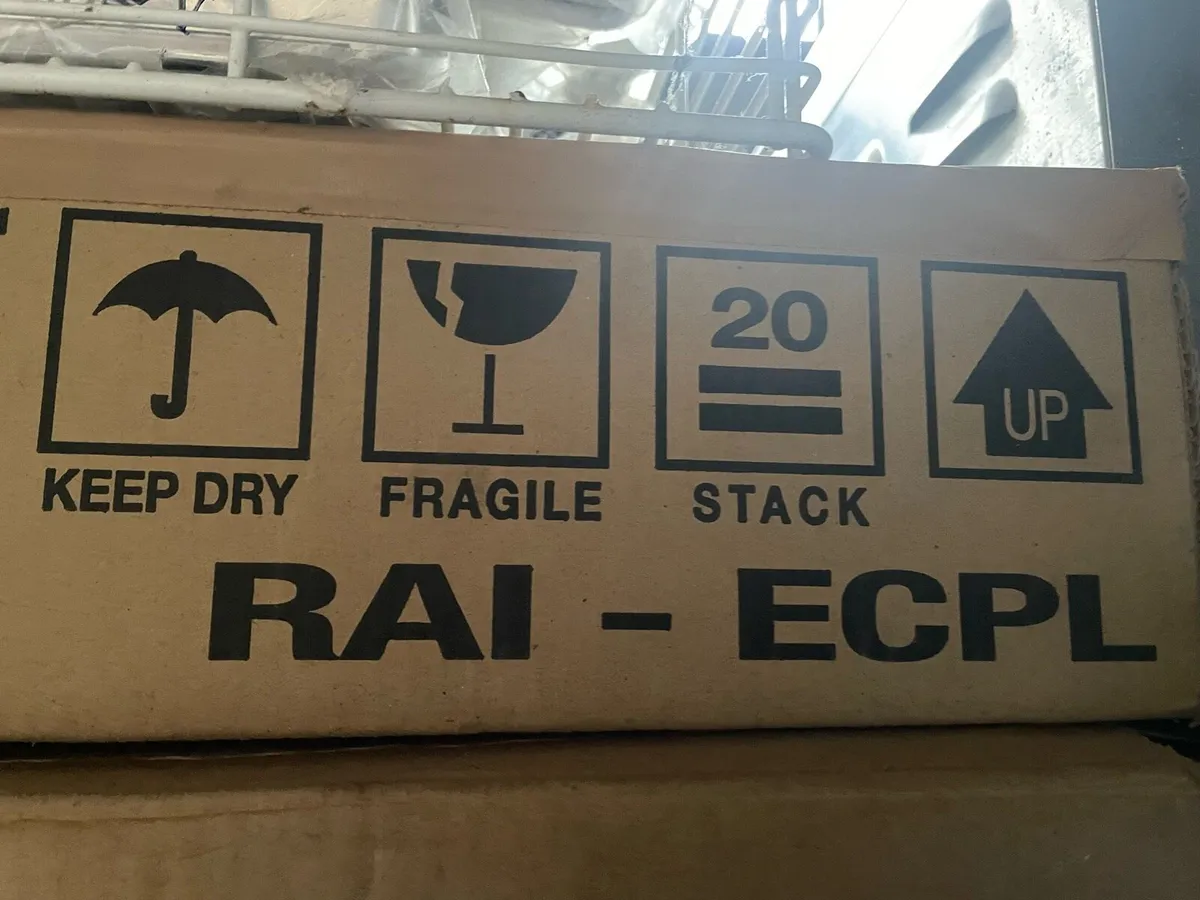 20
UP
KEEP DRY FRAGILE STACK
RAI - ECPL